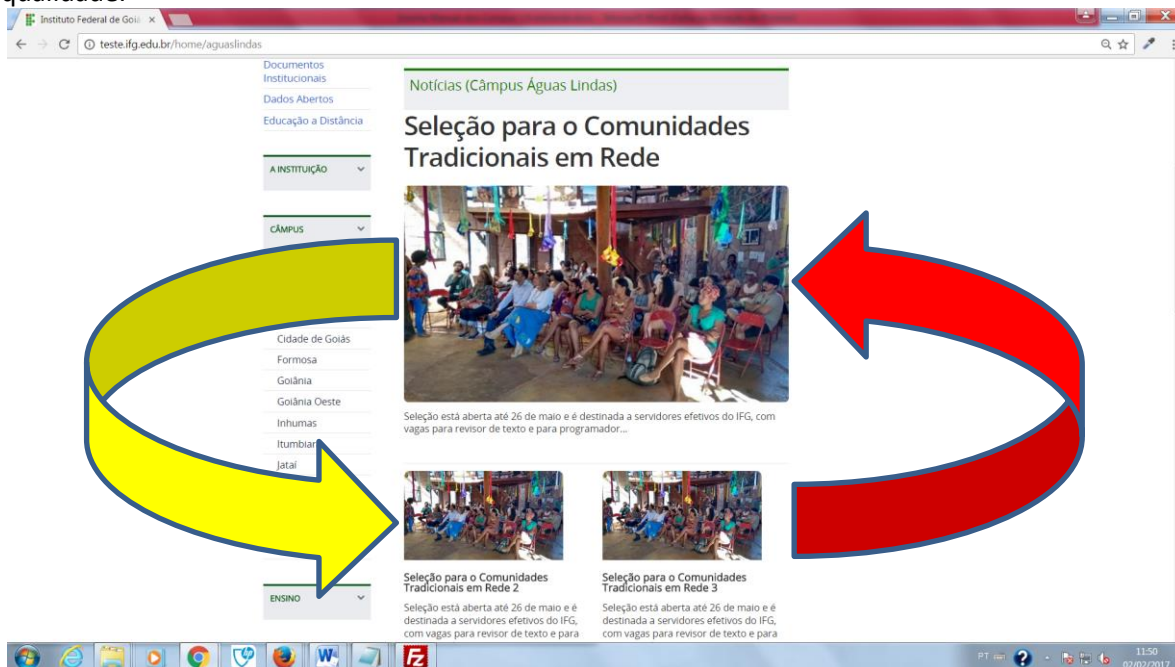 qualidade.
Instituto Federal de Goiá
teste.ifg.edu.br/home/aguaslindas
Documentos
Institucionais
Dados Abertos
Educação a Distância
A INSTITUIÇÃO
CÂMPUS
Cidade de Goiás
Formosa
Goiânia
Goiânia Oeste
Inhumas
Itumbiar
Jataí
ENSINO
Notícias (Câmpus Águas Lindas)
Seleção para o Comunidades
Tradicionais em Rede
Seleção está aberta até 26 de maio e é destinada a servidores efetivos do IFG, com
vagas para revisor de texto e para programador...
Seleção para o Comunidades
Tradicionais em Rede 2
Seleção está aberta até 26 de maio e é
destinada a servidores efetivos do IFG,
com vagas para revisor de texto e para
Seleção para o Comunidades
Tradicionais em Rede 3
Seleção está aberta até 26 de maio e é
destinada a servidores efetivos do IFG,
com vagas para revisor de texto e para
PT
11:50
02/02/2017